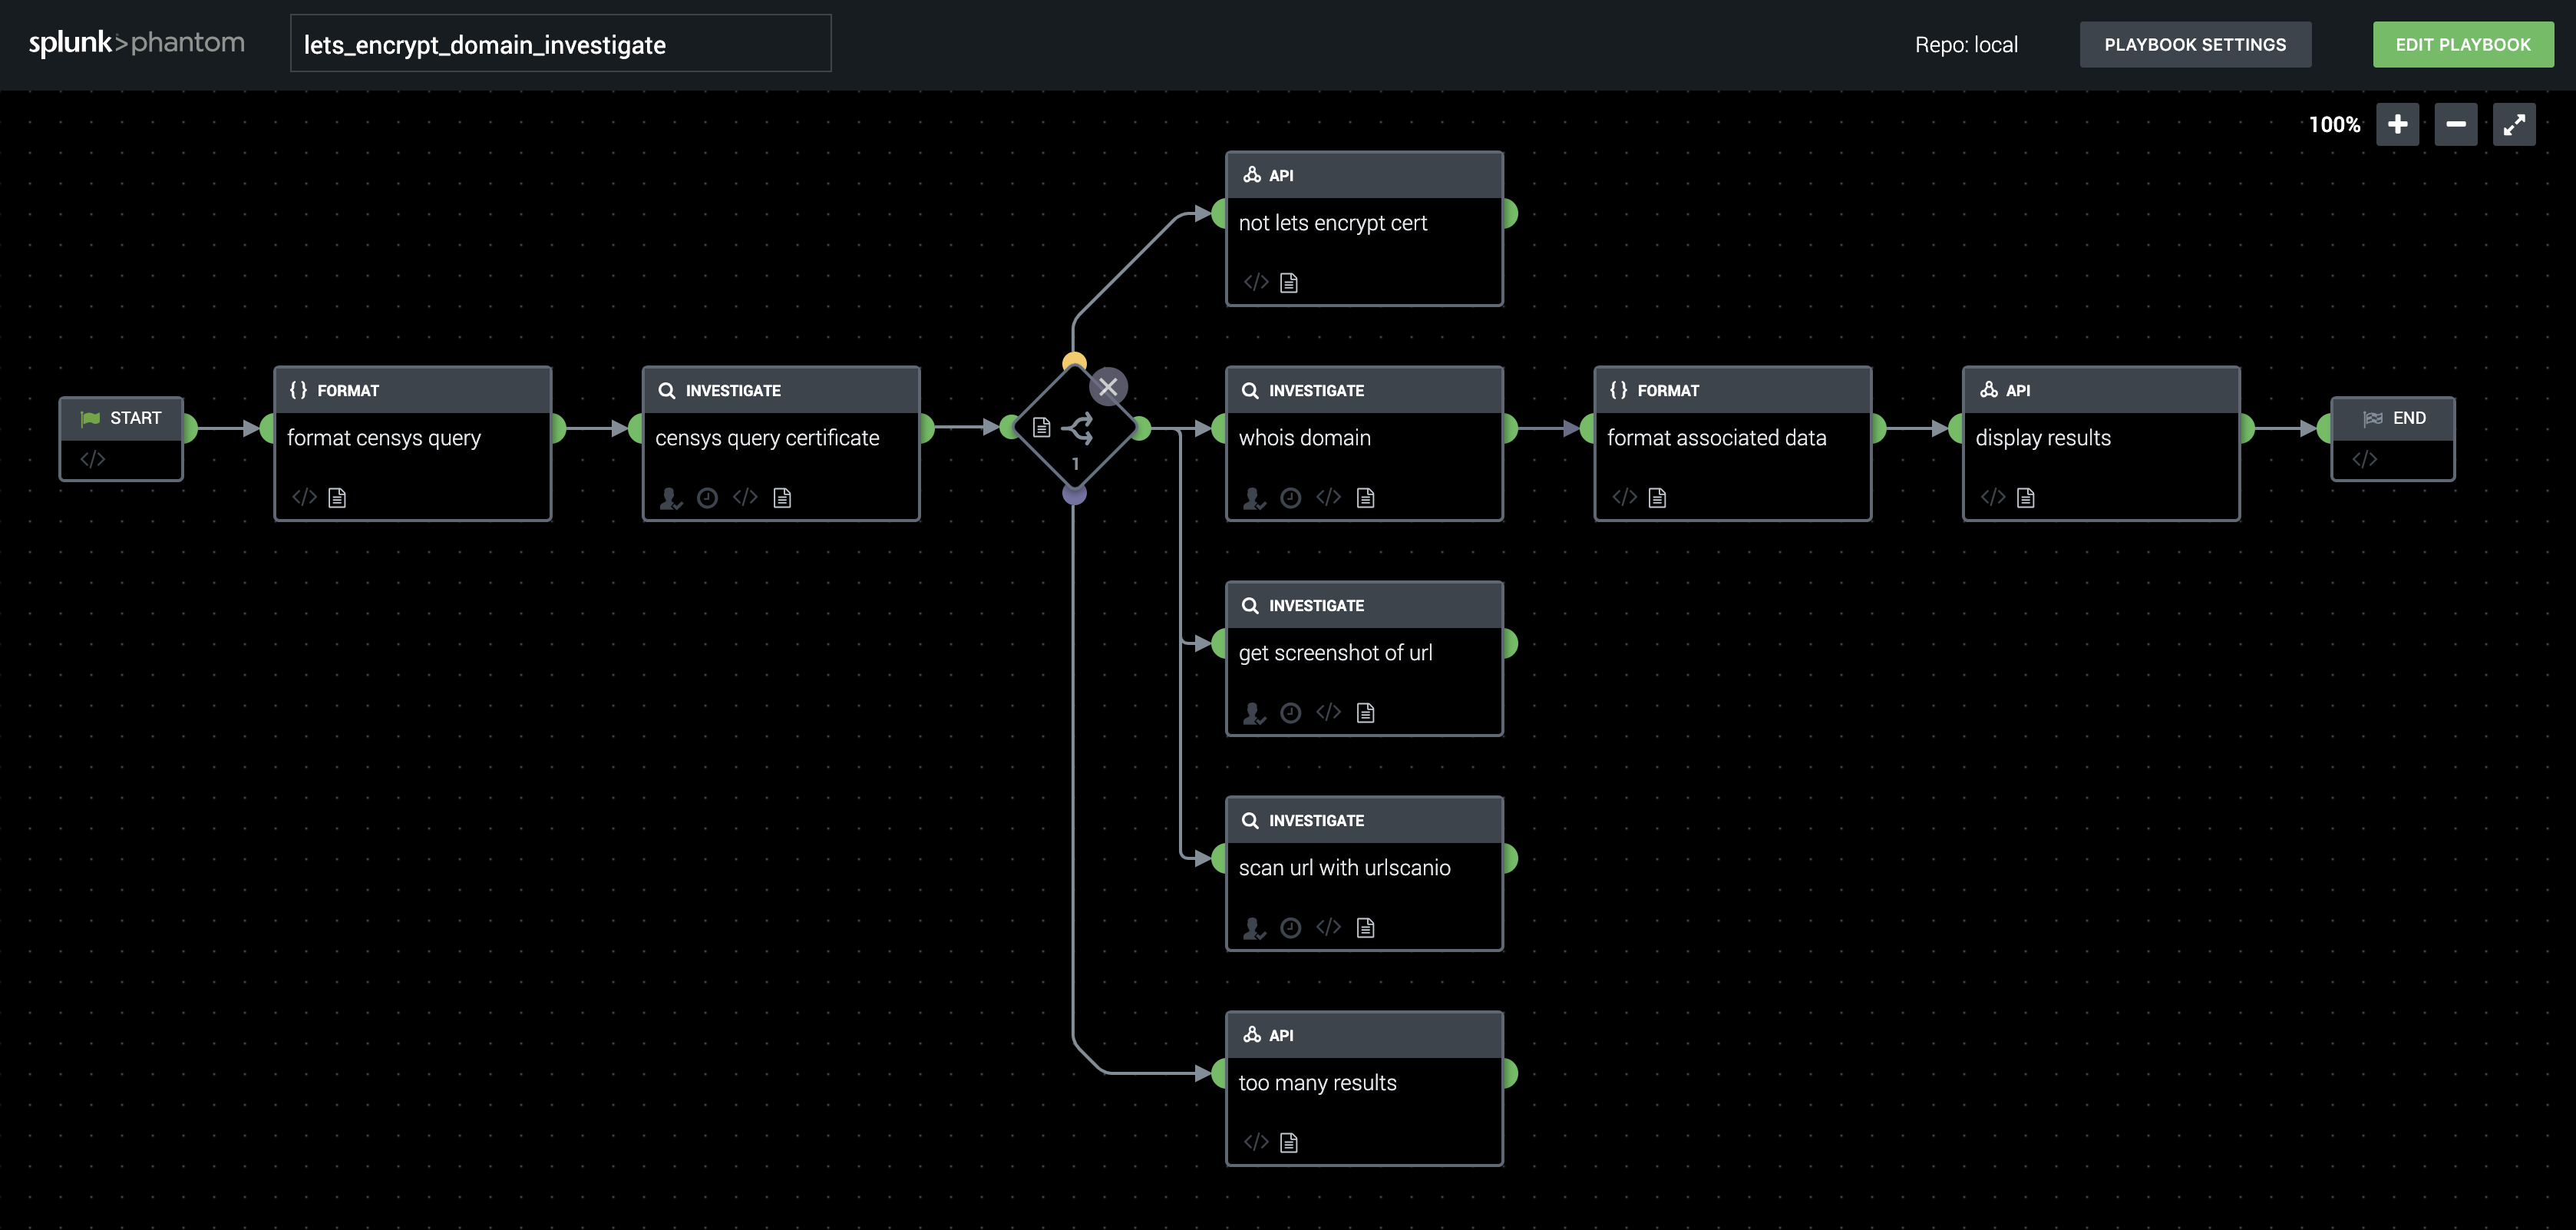 splunk>phantom
lets_encrypt_domain_investigate
Repo: local
PLAYBOOK SETTINGS
EDIT PLAYBOOK
100%
API
not lets encrypt cert
START
{} FORMAT
format censys query
INVESTIGATE
censys query certificate
1
INVESTIGATE
whois domain
{} FORMAT
format associated data
API
display results
END
INVESTIGATE
get screenshot of url
INVESTIGATE
scan url with urlscanio
API
too many results